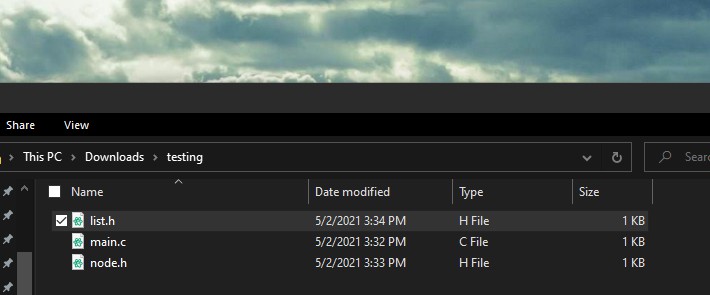 Share View
This PC > Downloads > testing
Sear
Name Date modified Type Size
list.h 5/2/2021 3:34 PM H File 1 KB
main.c 5/2/2021 3:32 PM C File 1 KB
node.h 5/2/2021 3:33 PM H File 1 KB